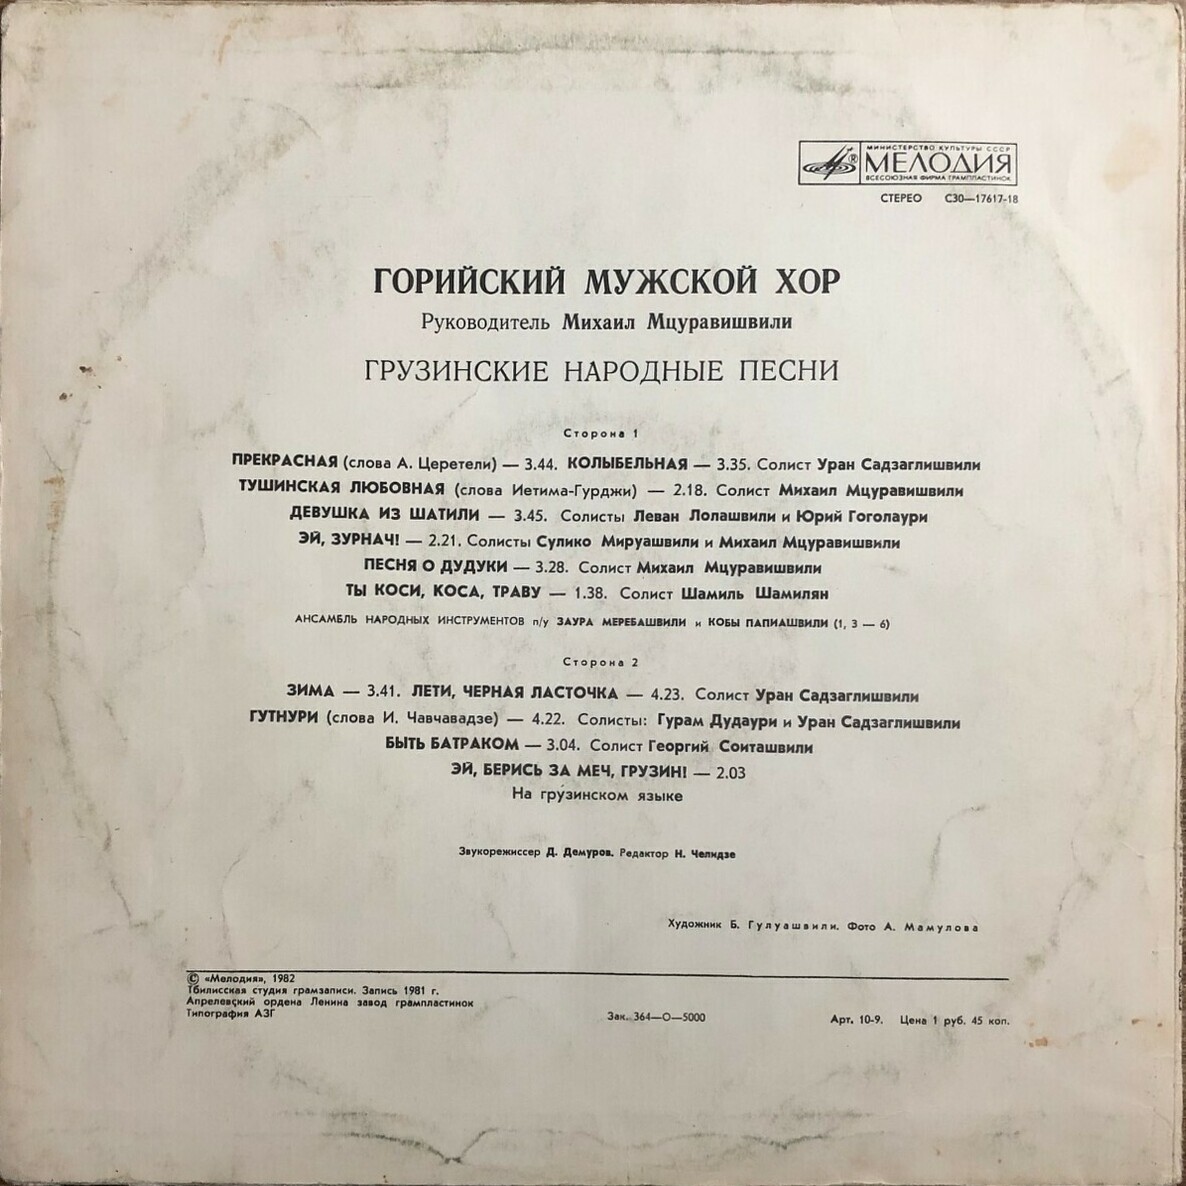 МИНИСТЕРСТВО КУЛЬТУРЫ СССР
® МЕЛОДИЯ
ВСЕСОЮЗНАЯ ФИРМА ГРАМПЛАСТИНОК
СТЕРЕО С30—17617-18
ГОРИЙСКИЙ МУЖСКОЙ ХОР
Руководитель Михаил Мцуравишвили
ГРУЗИНСКИЕ НАРОДНЫЕ ПЕСНИ
Сторона 1
ПРЕКРАСНАЯ (слова А. Церетели) — 3.44. КОЛЫБЕЛЬНАЯ — 3.35. Солист Уран Садзаглишвили
ТУШИНСКАЯ ЛЮБОВНАЯ (слова Иетима-Гурджи) — 2.18. Солист Михаил Мцуравишвили
ДЕВУШКА ИЗ ШАТИЛИ — 3.45. Солисты Леван Лолашвили и Юрий Гоголаури
ЭЙ, ЗУРНАЧ! — 2.21. Солисты Сулико Мируашвили и Михаил Мцуравишвили
ПЕСНЯ О ДУДУКИ — 3.28. Солист Михаил Мцуравишвили
ТЫ КОСИ, КОСА, ТРАВУ — 1.38. Солист Шамиль Шамилян
АНСАМБЛЬ НАРОДНЫХ ИНСТРУМЕНТОВ п/у ЗАУРА МЕРЕБАШВИЛИ и КОБЫ ПАПИАШВИЛИ (1, 3 — 6)
Сторона 2
ЗИМА — 3.41. ЛЕТИ, ЧЕРНАЯ ЛАСТОЧКА — 4.23. Солист Уран Садзаглишвили
ГУТНУРИ (слова И. Чавчавадзе) — 4.22. Солисты: Гурам Дудаури и Уран Садзаглишвили
БЫТЬ БАТРАКОМ — 3.04. Солист Георгий Соиташвили
ЭЙ, БЕРИСЬ ЗА МЕЧ, ГРУЗИН! — 2.03
На грузинском языке
Звукорежиссер Д. Демуров. Редактор Н. Челидзе
Художник Б. Гулуашвили. Фото А. Мамулова
© «Мелодия», 1982
Тбилисская студия грамзаписи. Запись 1981 г.
Апрелевский ордена Ленина завод грампластинок
Типография АЗГ
Зак. 364—О—5000
Арт. 10-9. Цена 1 руб. 45 коп.